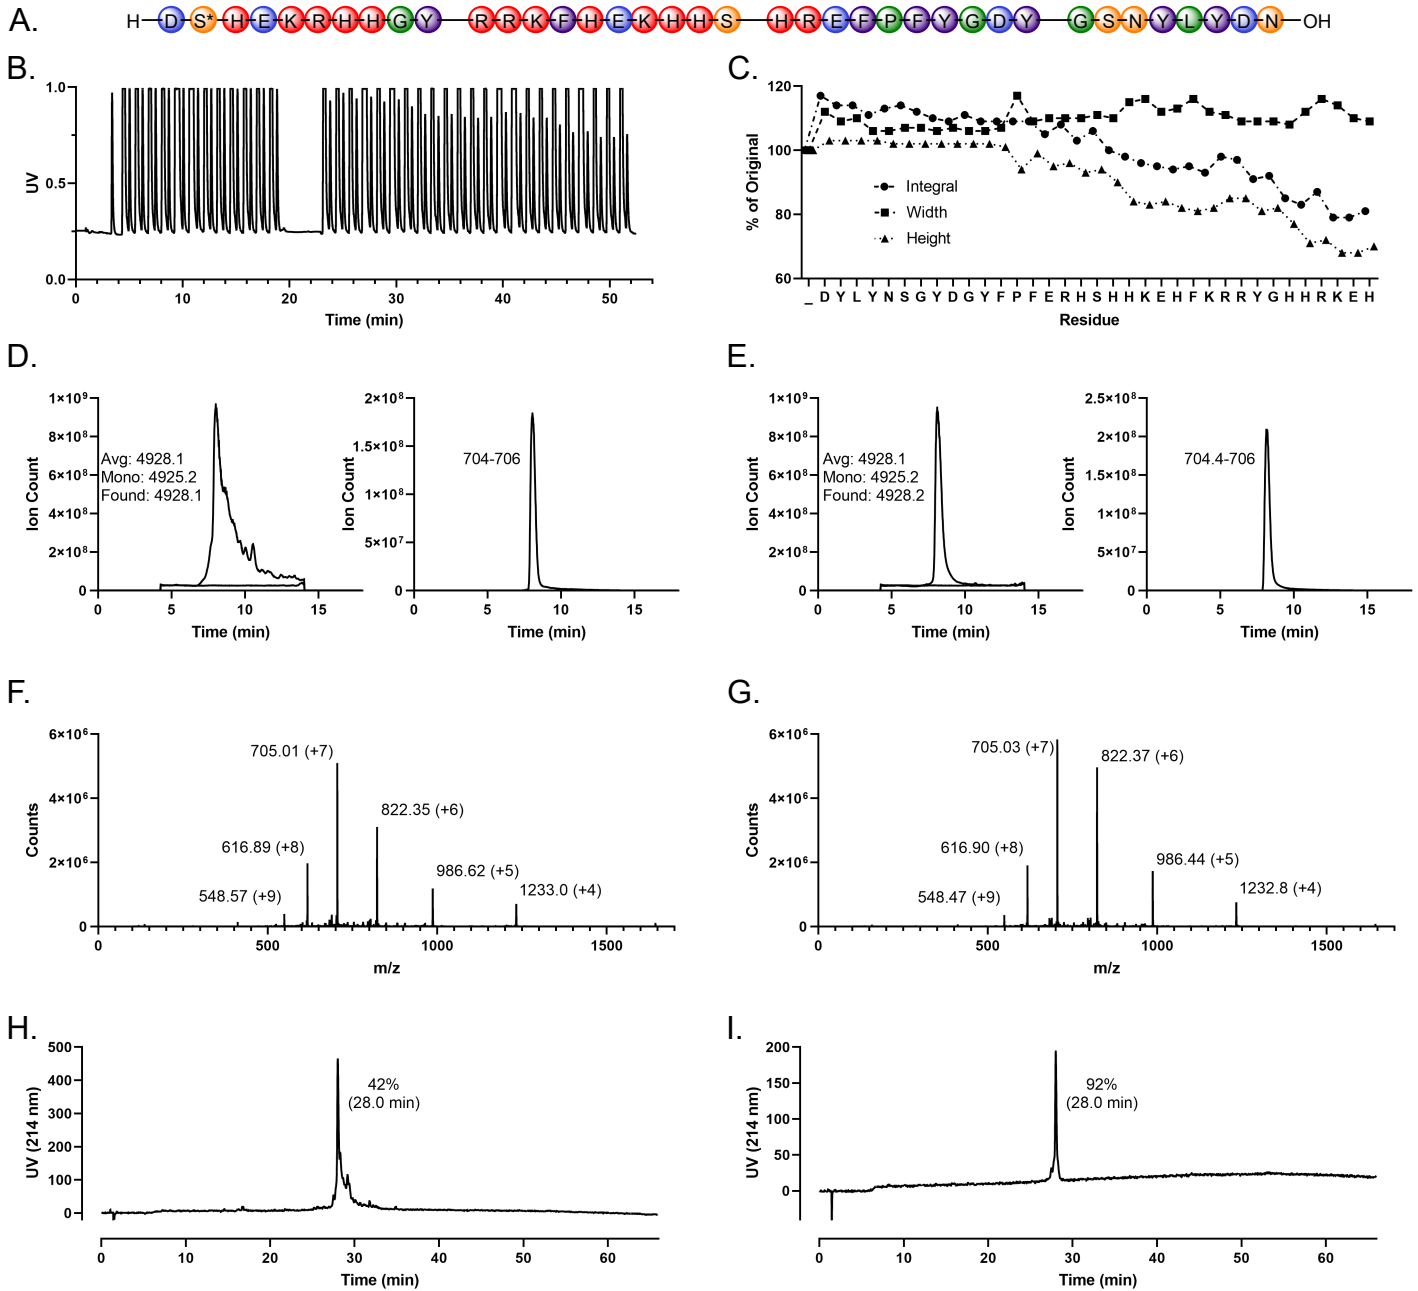 A.
H D S* H E K R H H G Y R R K F H E K H H S H R E F P F Y G D Y G S N Y L Y D N OH
B.
1.0
0.5
0.0
UV
0 10 20 30 40 50
Time (min)
C.
120
100
80
60
% of Original
Integral
Width
Height
_ D Y L Y N S G Y D G Y F P F E R H S H H K E H F K R R Y G H H R K E H
Residue
D.
1×10⁹
8×10⁸
6×10⁸
4×10⁸
2×10⁸
0
Ion Count
Avg: 4928.1
Mono: 4925.2
Found: 4928.1
0 5 10 15
Time (min)
2×10⁸
1.5×10⁸
1×10⁸
5×10⁷
0
Ion Count
704-706
0 5 10 15
Time (min)
E.
1×10⁹
8×10⁸
6×10⁸
4×10⁸
2×10⁸
0
Ion Count
Avg: 4928.1
Mono: 4925.2
Found: 4928.2
0 5 10 15
Time (min)
2.5×10⁸
2×10⁸
1.5×10⁸
1×10⁸
5×10⁷
0
Ion Count
704.4-706
0 5 10 15
Time (min)
F.
6×10⁶
4×10⁶
2×10⁶
0
Counts
705.01 (+7)
822.35 (+6)
616.89 (+8)
986.62 (+5)
548.57 (+9)
1233.0 (+4)
0 500 1000 1500
m/z
G.
6×10⁶
4×10⁶
2×10⁶
0
Counts
705.03 (+7)
822.37 (+6)
616.90 (+8)
986.44 (+5)
548.47 (+9)
1232.8 (+4)
0 500 1000 1500
m/z
H.
500
400
300
200
100
0
UV (214 nm)
42%
(28.0 min)
0 10 20 30 40 50 60
Time (min)
I.
200
150
100
50
0
UV (214 nm)
92%
(28.0 min)
0 10 20 30 40 50 60
Time (min)